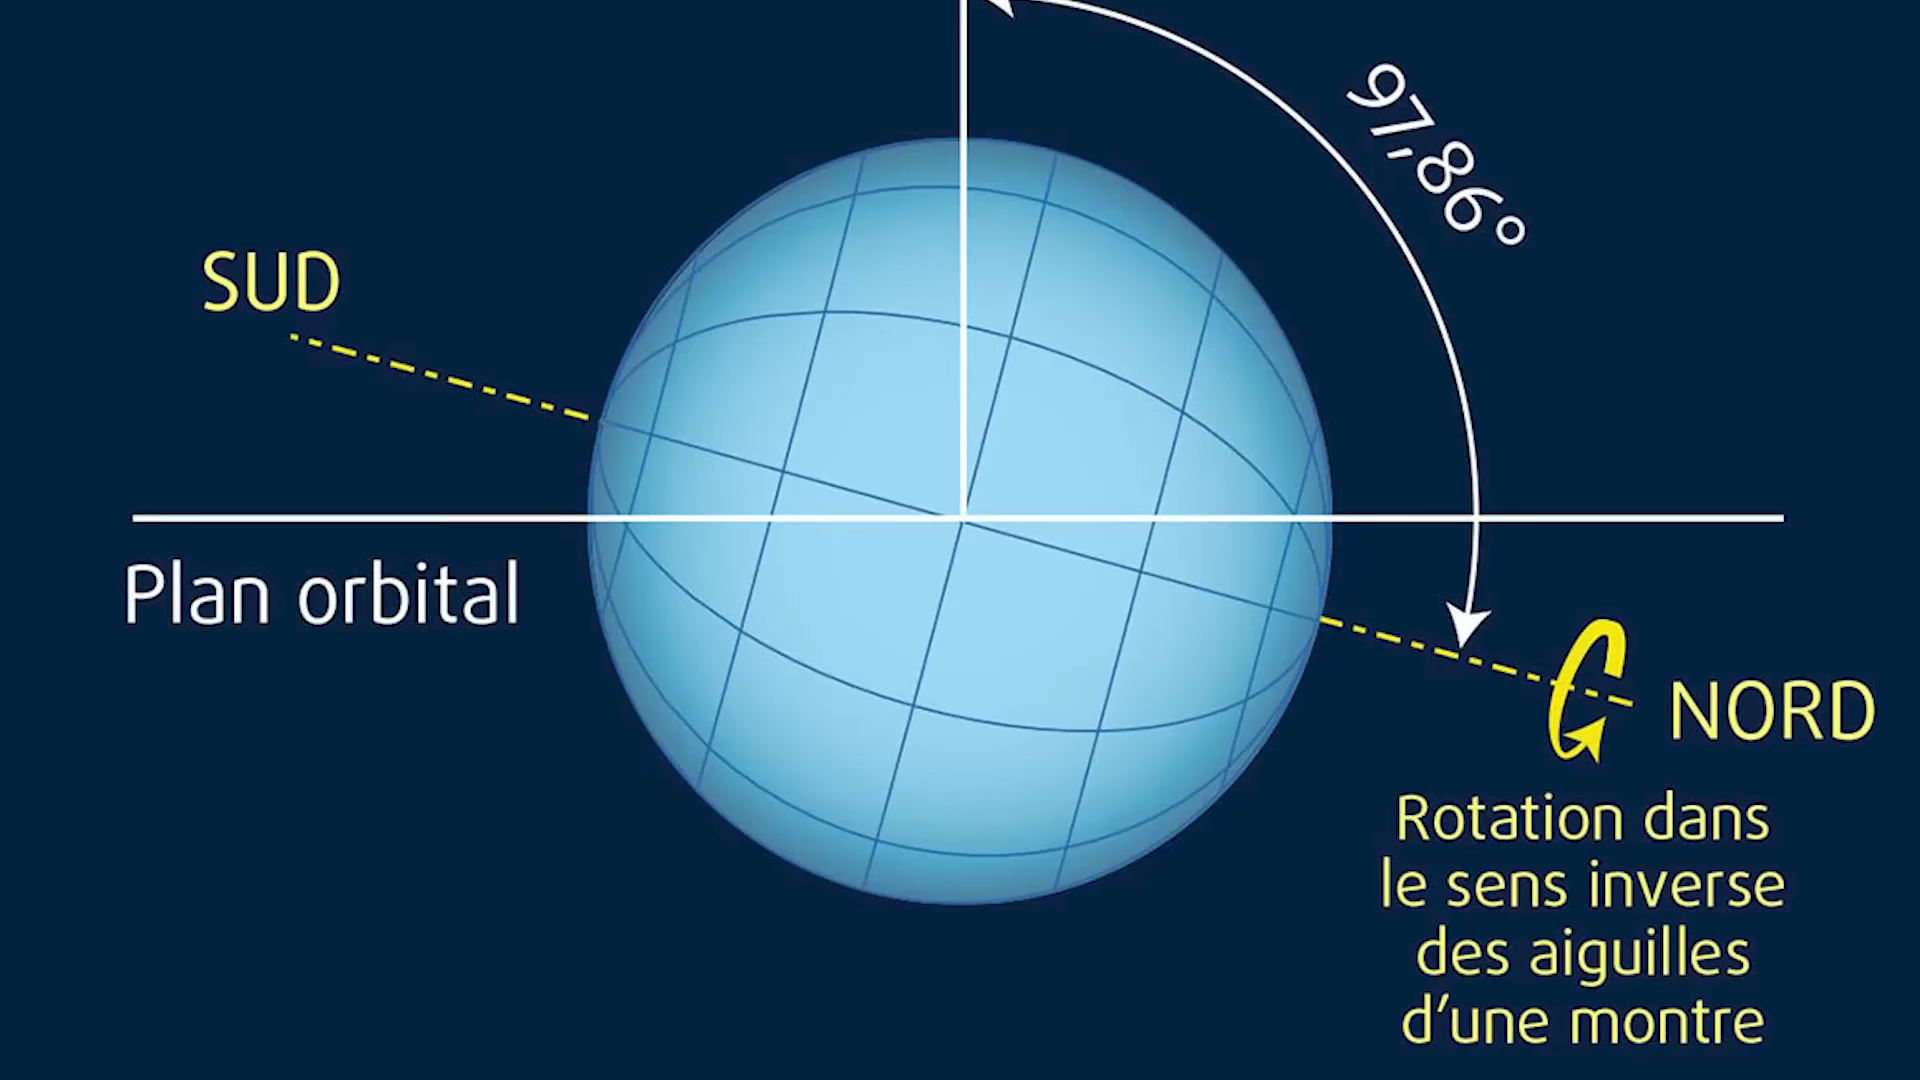 97,86°
SUD
Plan orbital
NORD
Rotation dans
le sens inverse
des aiguilles
d’une montre